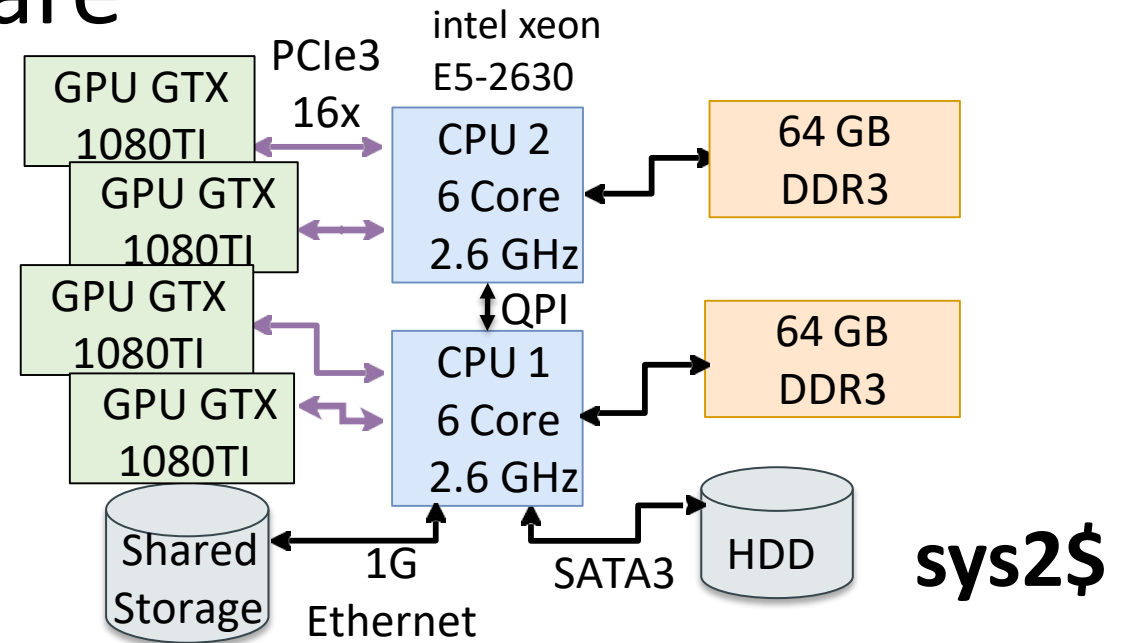 intel xeon
E5-2630
PCIe3
16x
GPU GTX
1080TI
GPU GTX
1080TI
GPU GTX
1080TI
GPU GTX
1080TI
CPU 2
6 Core
2.6 GHz
QPI
CPU 1
6 Core
2.6 GHz
64 GB
DDR3
64 GB
DDR3
Shared
Storage
1G
Ethernet
SATA3
HDD
sys2$